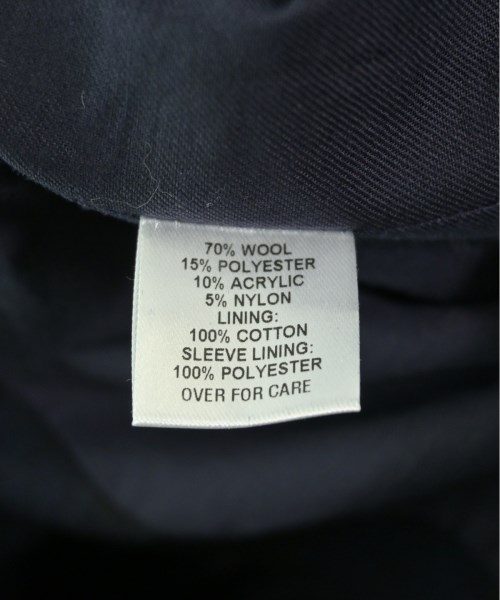 70% WOOL
15% POLYESTER
10% ACRYLIC
5% NYLON
LINING:
100% COTTON
SLEEVE LINING:
100% POLYESTER
OVER FOR CARE